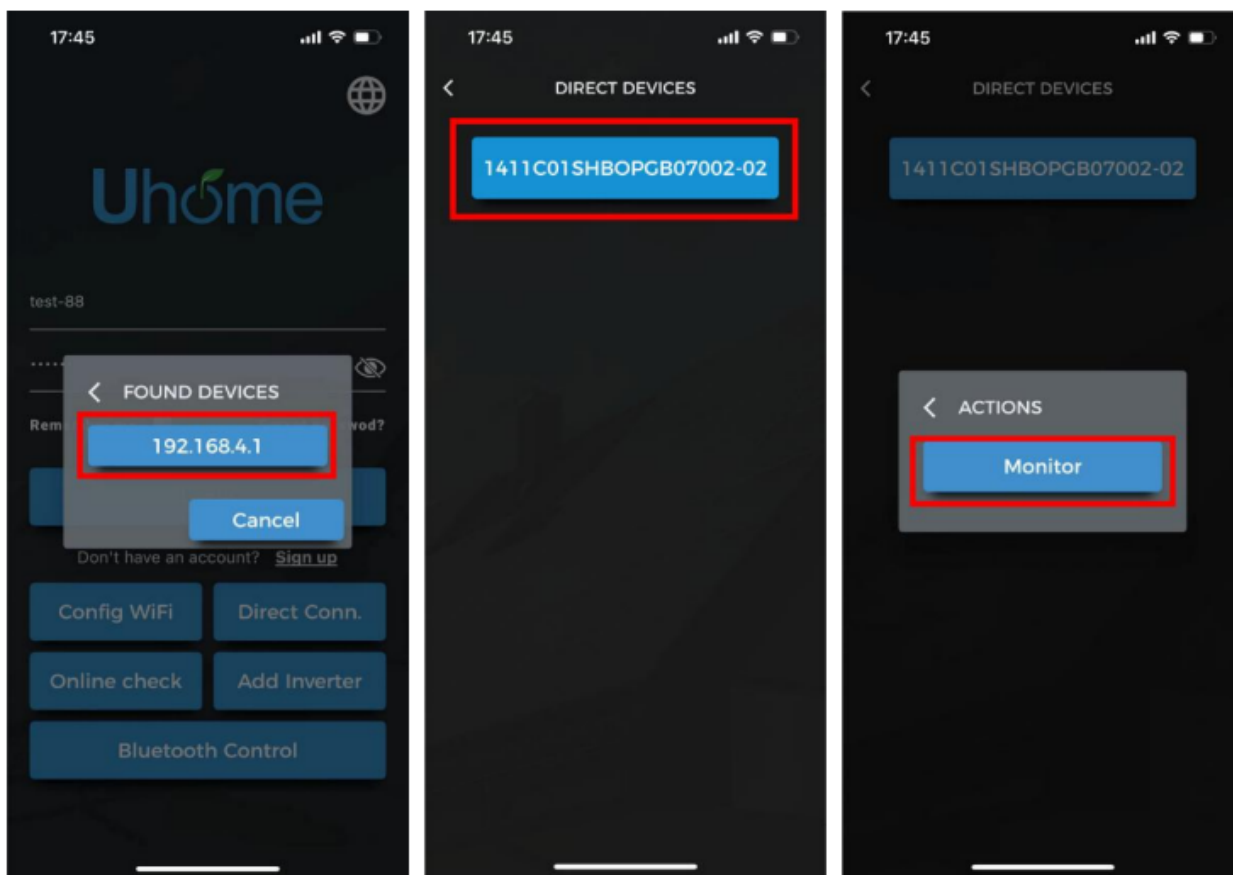 17:45
Uhome
test-88
FOUND DEVICES
192.168.4.1
Cancel
Don't have an account? Sign up
Config WiFi
Direct Conn.
Online check
Add Inverter
Bluetooth Control
17:45
DIRECT DEVICES
1411C01SHBOPGB07002-02
17:45
DIRECT DEVICES
1411C01SHBOPGB07002-02
ACTIONS
Monitor